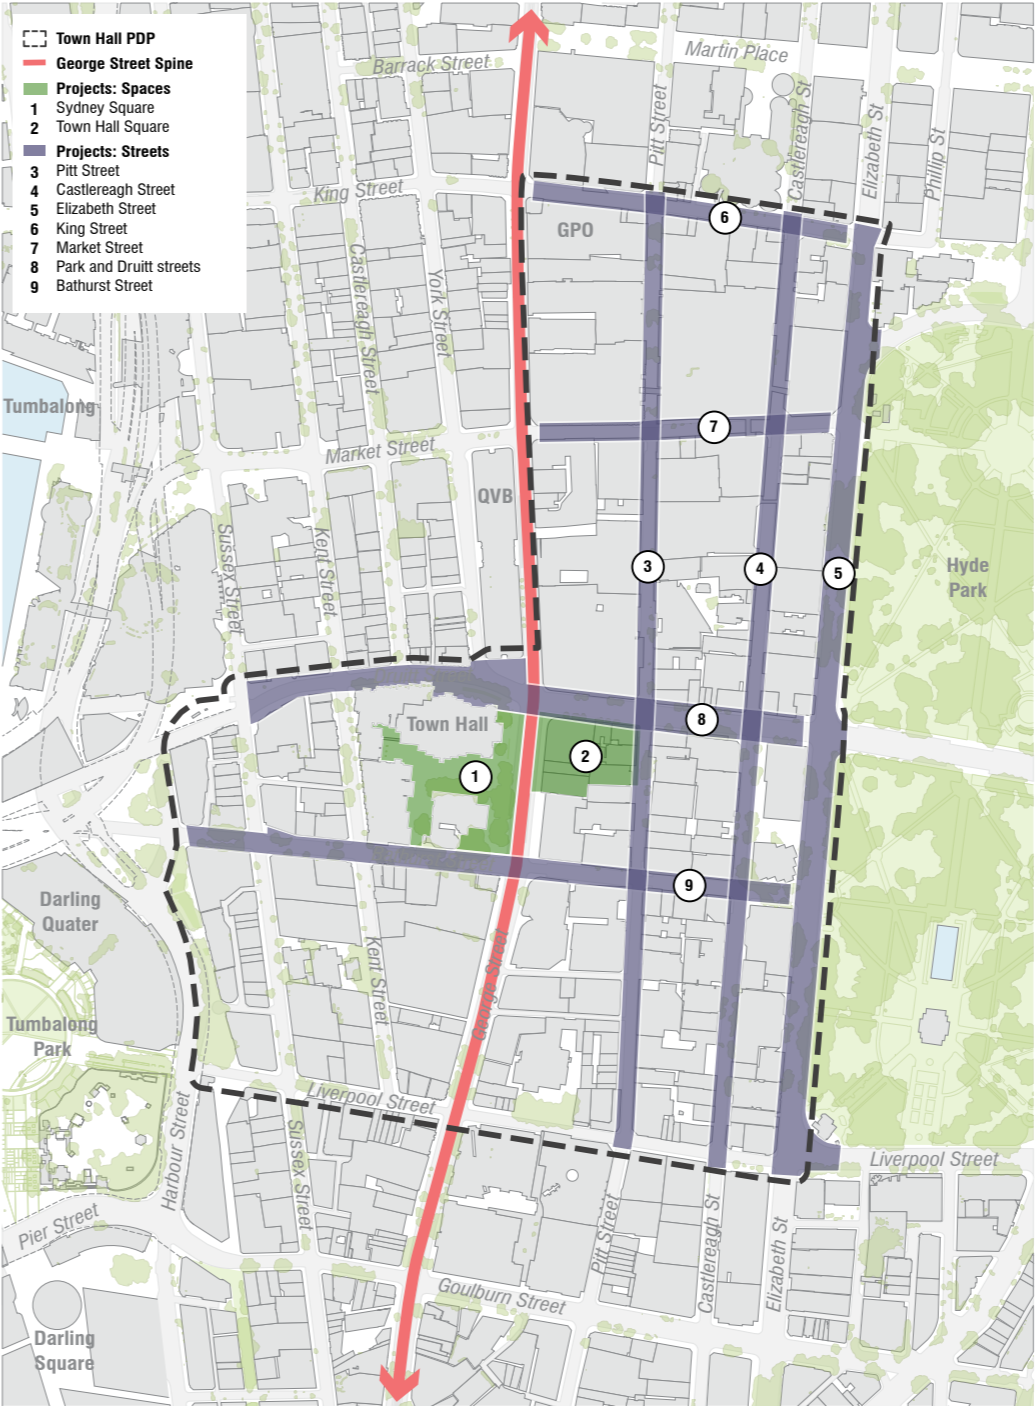 Town Hall PDP
George Street Spine
Projects: Spaces
1 Sydney Square
2 Town Hall Square
Projects: Streets
3 Pitt Street
4 Castlereagh Street
5 Elizabeth Street
6 King Street
7 Market Street
8 Park and Druitt streets
9 Bathurst Street
Barrack Street
Martin Place
Pitt Street
Castlereagh St
Elizabeth St
Phillip St
King Street
6
GPO
Castlereagh Street
York Street
Tumbalong
Market Street
7
QVB
Sussex Street
Kent Street
3
4
5
Hyde
Park
Town Hall
8
1
2
9
Darling
Quater
Kent Street
George Street
Tumbalong
Park
Harbour Street
Liverpool Street
Sussex Street
Liverpool Street
Pier Street
Pitt Street
Castlereagh St
Elizabeth St
Goulburn Street
Darling
Square